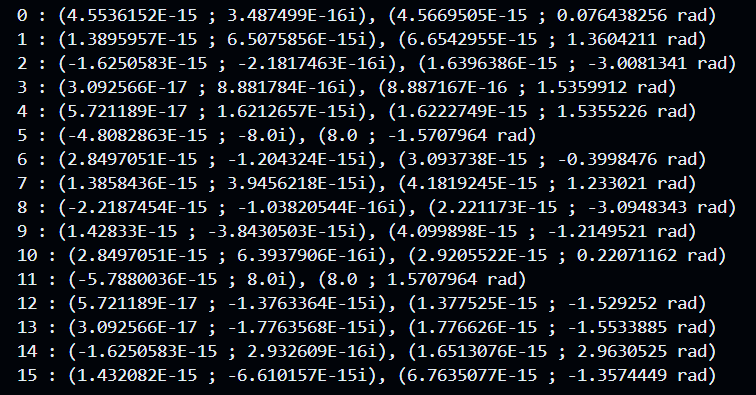 0 : (4.5536152E-15 ; 3.487499E-16i), (4.5669505E-15 ; 0.076438256 rad)
1 : (1.3895957E-15 ; 6.5075856E-15i), (6.6542955E-15 ; 1.3604211 rad)
2 : (-1.6250583E-15 ; -2.1817463E-16i), (1.6396386E-15 ; -3.0081341 rad)
3 : (3.092566E-17 ; 8.881784E-16i), (8.887167E-16 ; 1.5359912 rad)
4 : (5.721189E-17 ; 1.6212657E-15i), (1.6222749E-15 ; 1.5355226 rad)
5 : (-4.8082863E-15 ; -8.0i), (8.0 ; -1.5707964 rad)
6 : (2.8497051E-15 ; -1.204324E-15i), (3.093738E-15 ; -0.3998476 rad)
7 : (1.3858436E-15 ; 3.9456218E-15i), (4.1819245E-15 ; 1.233021 rad)
8 : (-2.2187454E-15 ; -1.03820544E-16i), (2.221173E-15 ; -3.0948343 rad)
9 : (1.42833E-15 ; -3.8430503E-15i), (4.099898E-15 ; -1.2149521 rad)
10 : (2.8497051E-15 ; 6.3937906E-16i), (2.9205522E-15 ; 0.22071162 rad)
11 : (-5.7880036E-15 ; 8.0i), (8.0 ; 1.5707964 rad)
12 : (5.721189E-17 ; -1.3763364E-15i), (1.377525E-15 ; -1.529252 rad)
13 : (3.092566E-17 ; -1.7763568E-15i), (1.776626E-15 ; -1.5533885 rad)
14 : (-1.6250583E-15 ; 2.932609E-16i), (1.6513076E-15 ; 2.9630525 rad)
15 : (1.432082E-15 ; -6.610157E-15i), (6.7635077E-15 ; -1.3574449 rad)